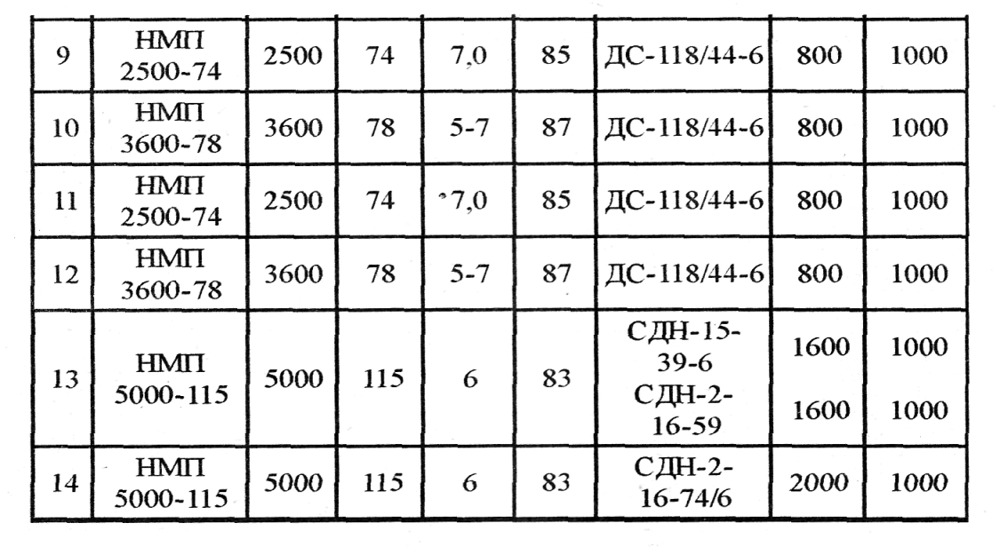 9 НМП 2500-74 2500 74 7,0 85 ДС-118/44-6 800 1000
10 НМП 3600-78 3600 78 5-7 87 ДС-118/44-6 800 1000
11 НМП 2500-74 2500 74 7,0 85 ДС-118/44-6 800 1000
12 НМП 3600-78 3600 78 5-7 87 ДС-118/44-6 800 1000
13 НМП 5000-115 5000 115 6 83 СДН-15-39-6 1600 1000
СДН-2-16-59 1600 1000
14 НМП 5000-115 5000 115 6 83 СДН-2-16-74/6 2000 1000